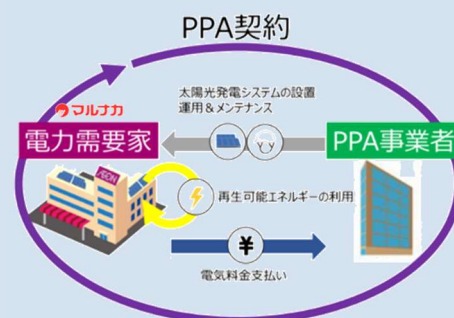 PPA契約
太陽光発電システムの設置
運用&メンテナンス
マルナカ
電力需要家
PPA事業者
AEON
再生可能エネルギーの利用
¥
電気料金支払い